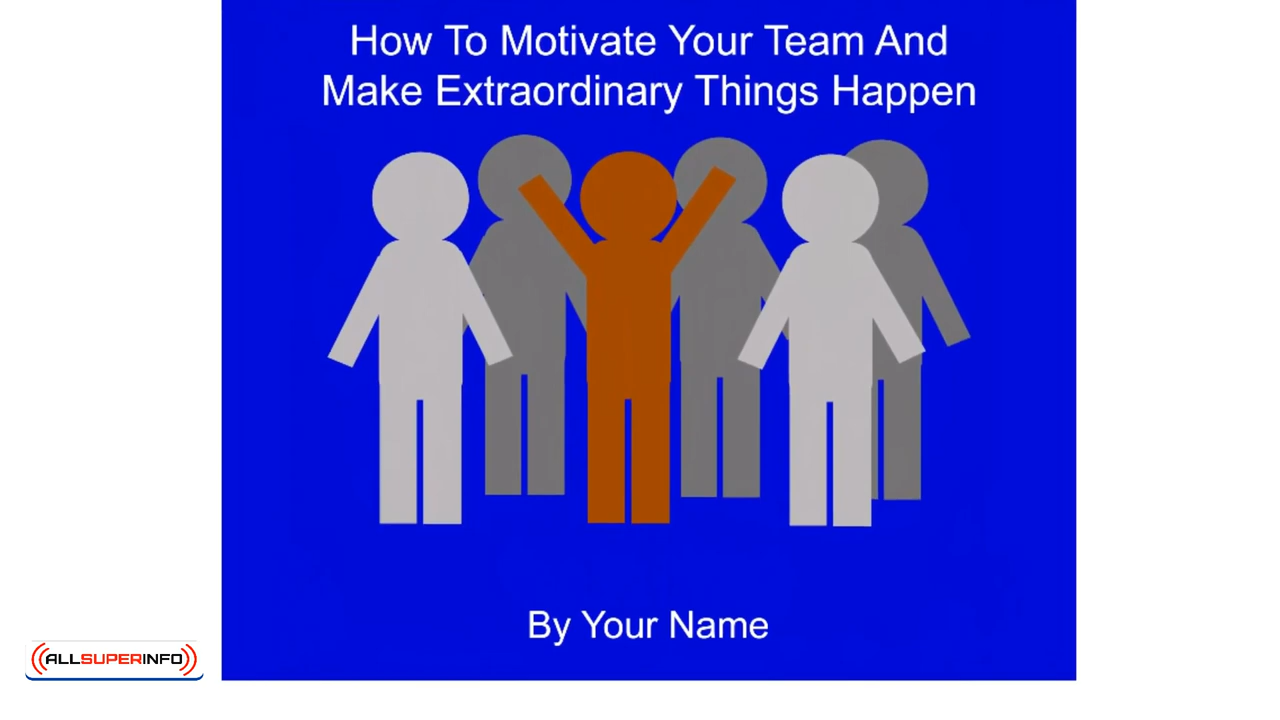 How To Motivate Your Team And
Make Extraordinary Things Happen
By Your Name
ALLSUPERINFO